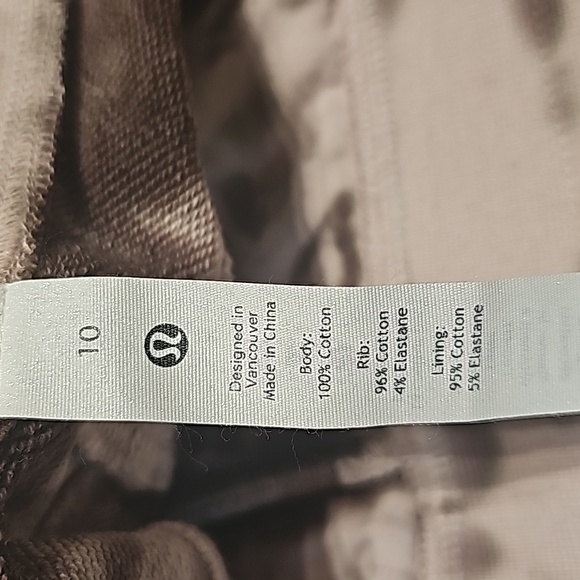 10
Designed in
Vancouver
Made in China
Body:
100% Cotton
Rib:
96% Cotton
4% Elastane
Lining:
95% Cotton
5% Elastane